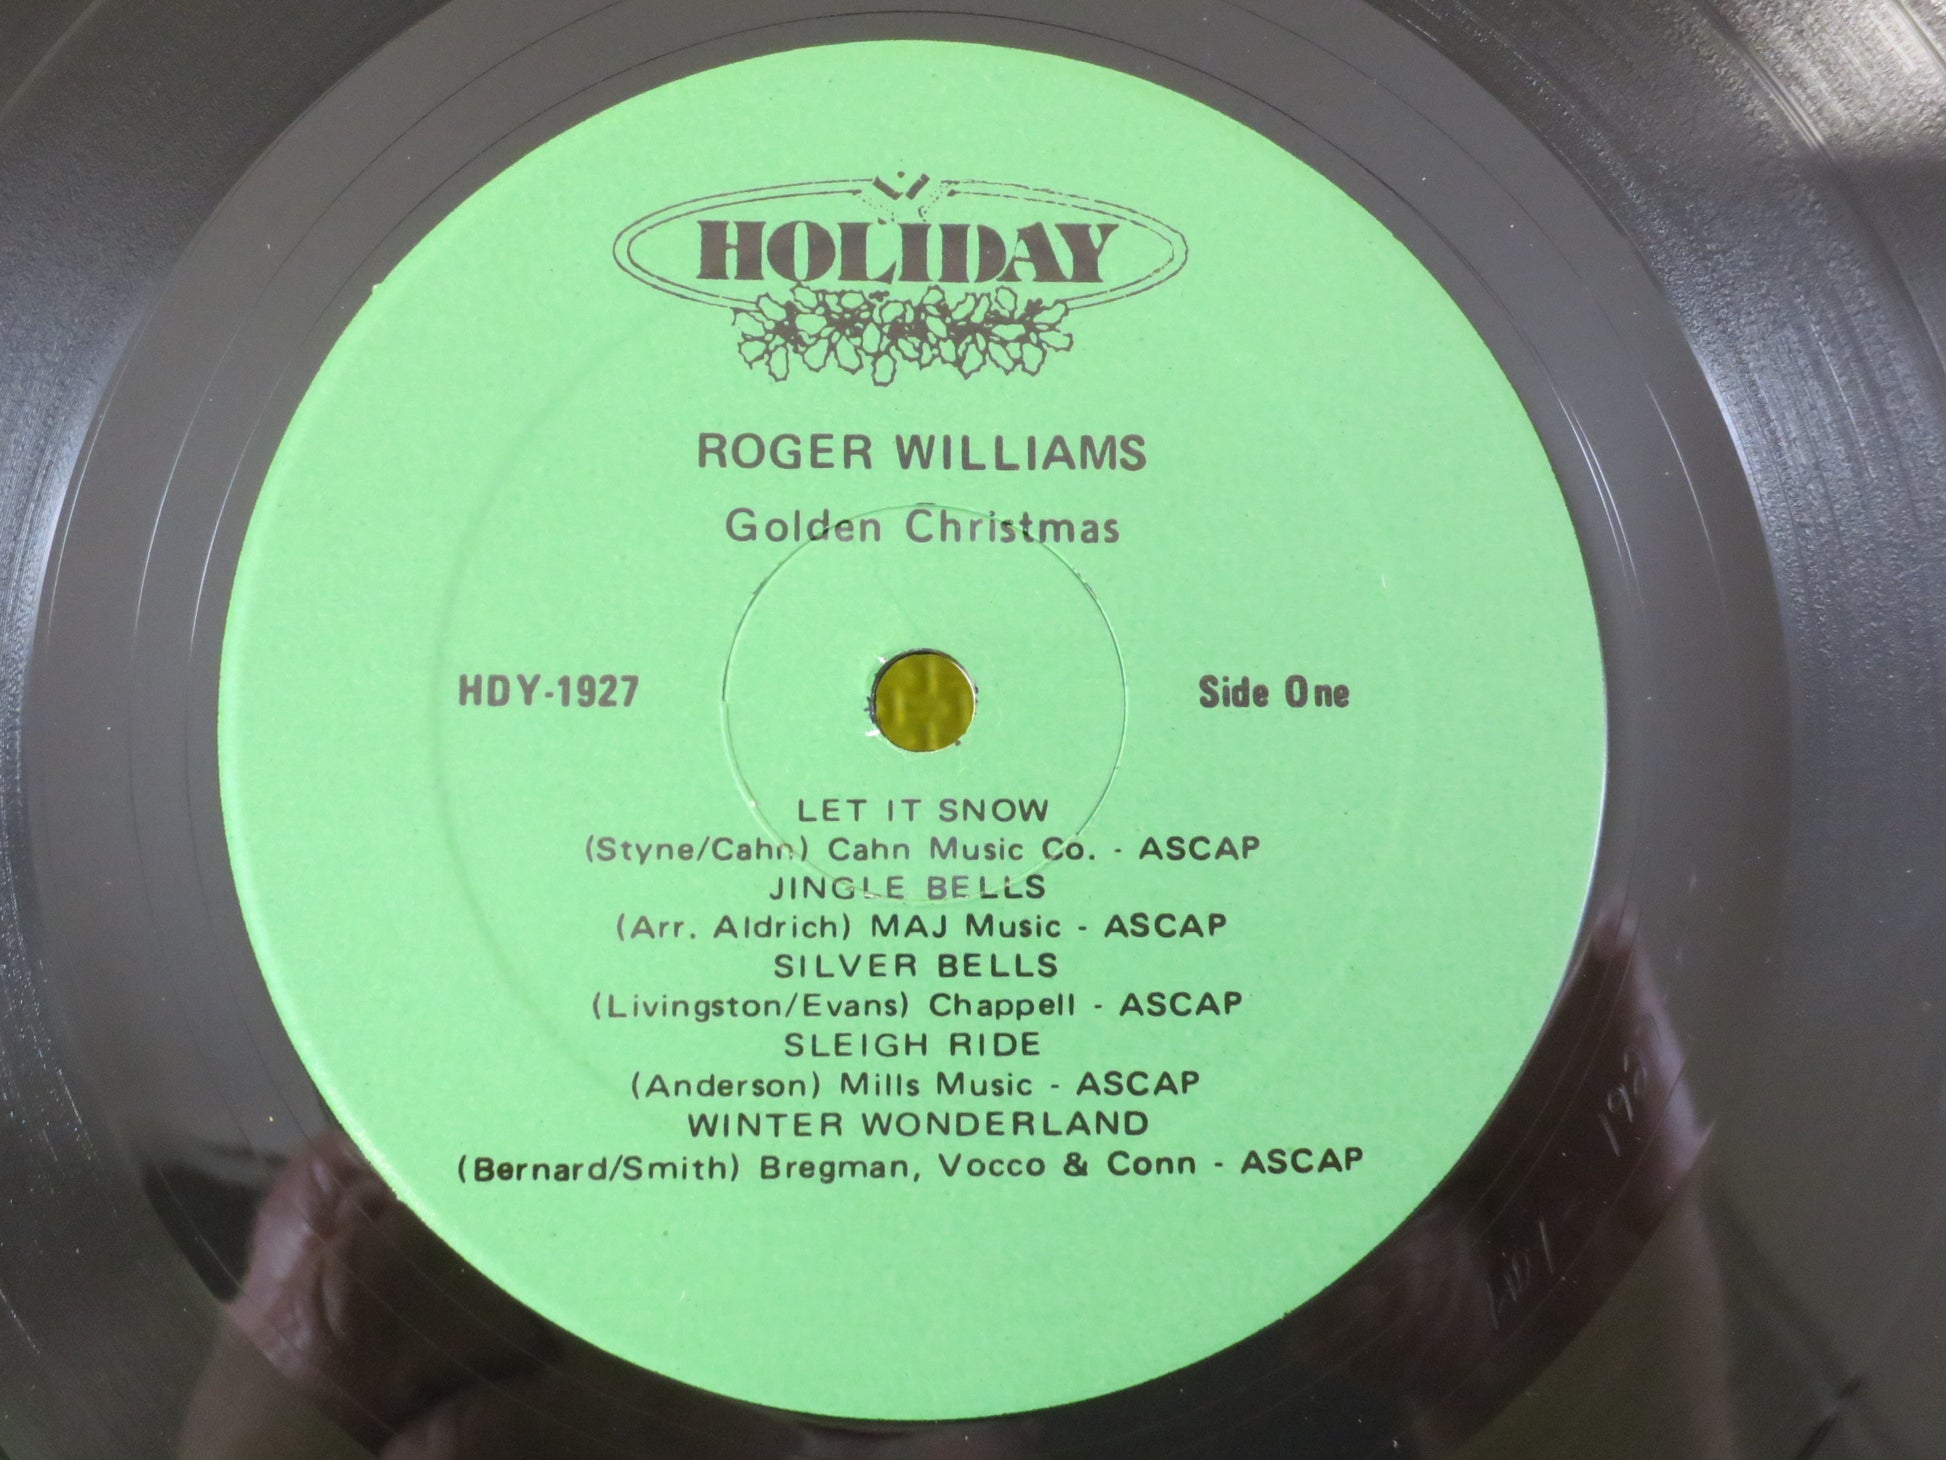 HOLIDAY
ROGER WILLIAMS
Golden Christmas
HDY-1927
Side One
LET IT SNOW
(Styne/Cahn) Cahn Music Co. - ASCAP
JINGLE BELLS
(Arr. Aldrich) MAJ Music - ASCAP
SILVER BELLS
(Livingston/Evans) Chappell - ASCAP
SLEIGH RIDE
(Anderson) Mills Music - ASCAP
WINTER WONDERLAND
(Bernard/Smith) Bregman, Vocco & Conn - ASCAP